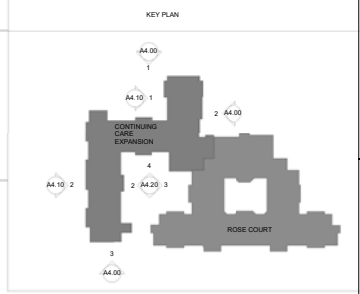 KEY PLAN
A4.00
1
A4.10 1
2 A4.00
CONTINUING
CARE
EXPANSION
4
A4.10 2
2 A4.20 3
ROSE COURT
3
A4.00